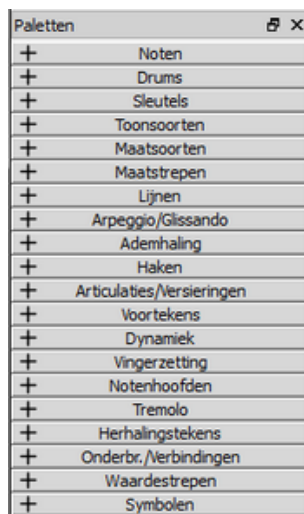 Paletten
Noten
Drums
Sleutels
Toonsoorten
Maatsoorten
Maatstrepen
Lijnen
Arpeggio/Glissando
Ademhaling
Haken
Articulaties/Versieringen
Voortekens
Dynamiek
Vingerzetting
Notenhoofden
Tremolo
Herhalingstekens
Onderbr./Verbindingen
Waardestrepen
Symbolen